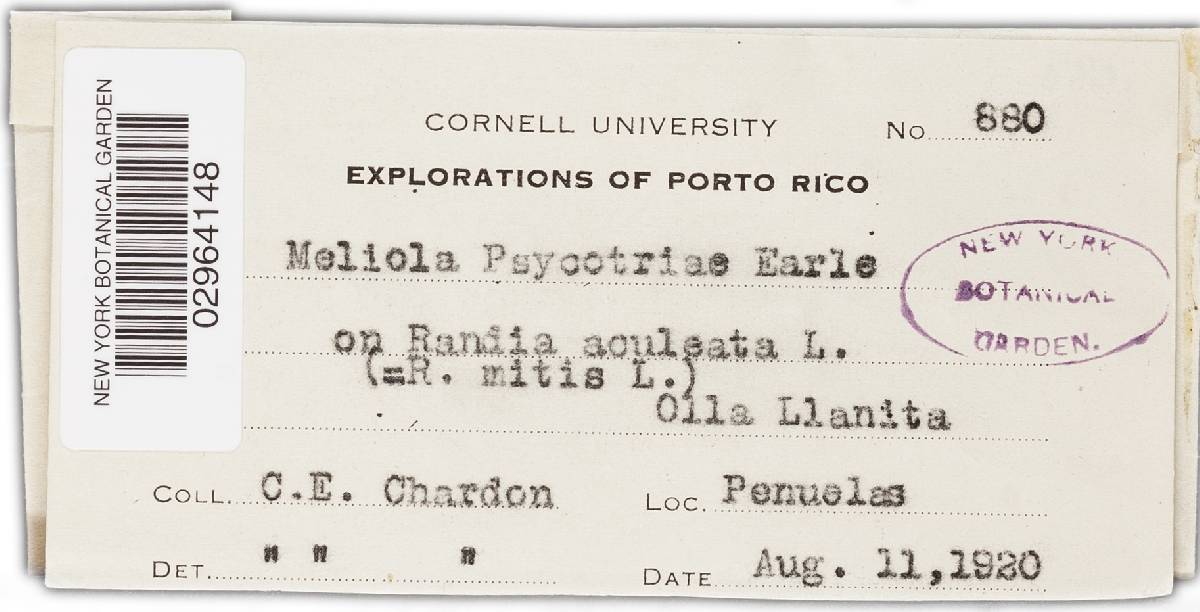 NEW YORK BOTANICAL GARDEN
02964148
CORNELL UNIVERSITY
No 880
EXPLORATIONS OF PORTO RICO
Meliola Psycotriae Earle
NEW YORK
BOTANICAL
GARDEN.
on Randia aculeata L.
(=R. mitis L.)
Olla Llanita
COLL. C.E. Chardon
LOC. Penuelas
DET. " " "
DATE Aug. 11,1920